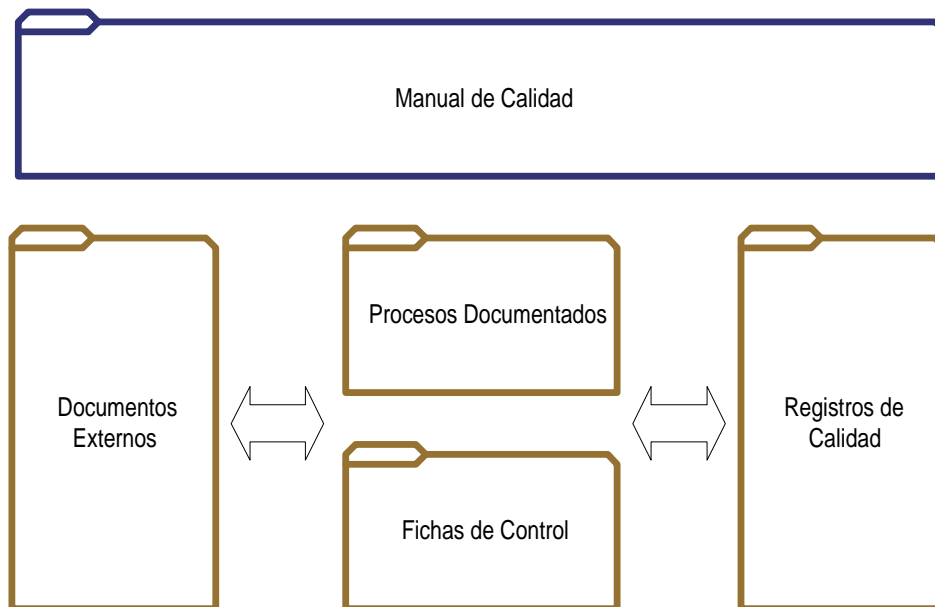 Manual de Calidad
Procesos Documentados
Documentos
Externos
Registros de
Calidad
Fichas de Control